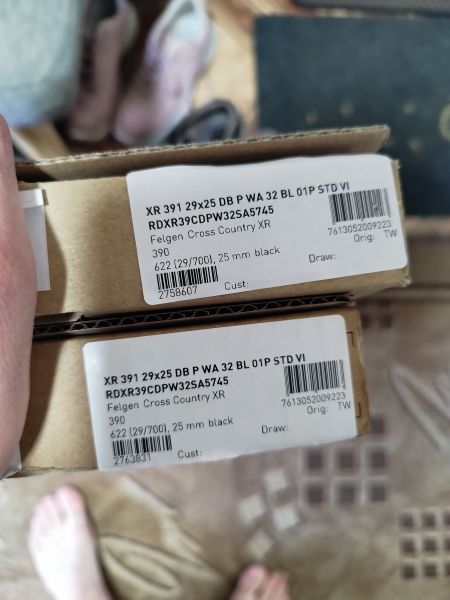 XR 391 29x25 DB P WA 32 BL 01P STD VI
RDXR39CDPW32SA5745
Felgen Cross Country XR
390
622 (29/700), 25 mm black
7613052009223
Orig: TW
2758607
Cust:
Draw:
XR 391 29x25 DB P WA 32 BL 01P STD VI
RDXR39CDPW32SA5745
Felgen Cross Country XR
390
622 (29/700), 25 mm black
7613052009223
Orig: TW
2763831
Cust:
Draw: